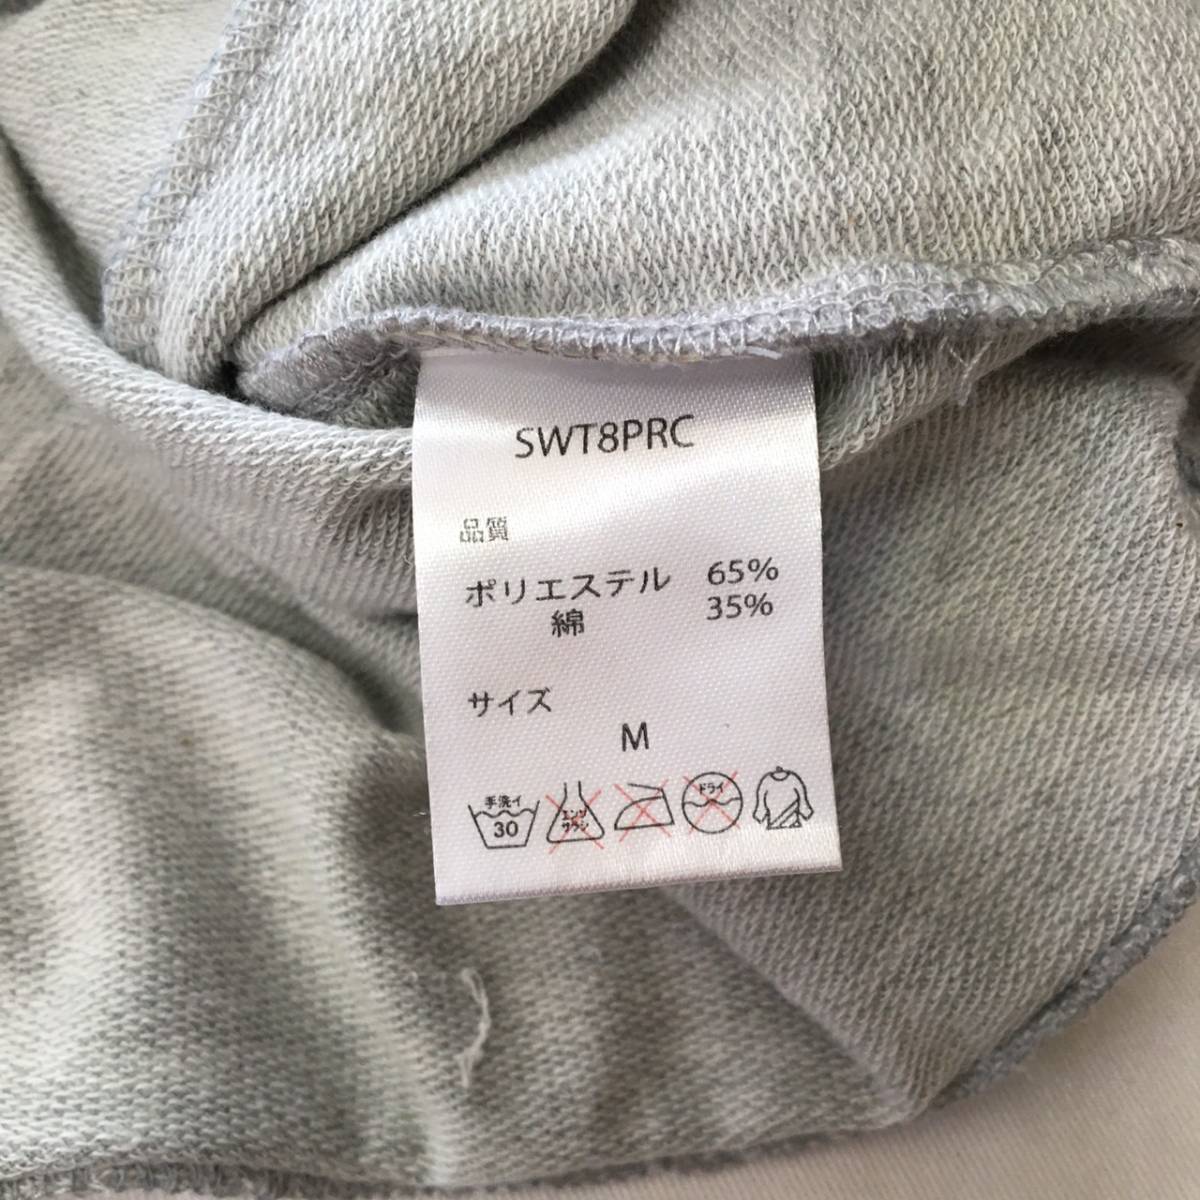 SWT8PRC
品質
ポリエステル 65%
綿 35%
サイズ
M
手洗イ 30 エンソ サラシ ドライ